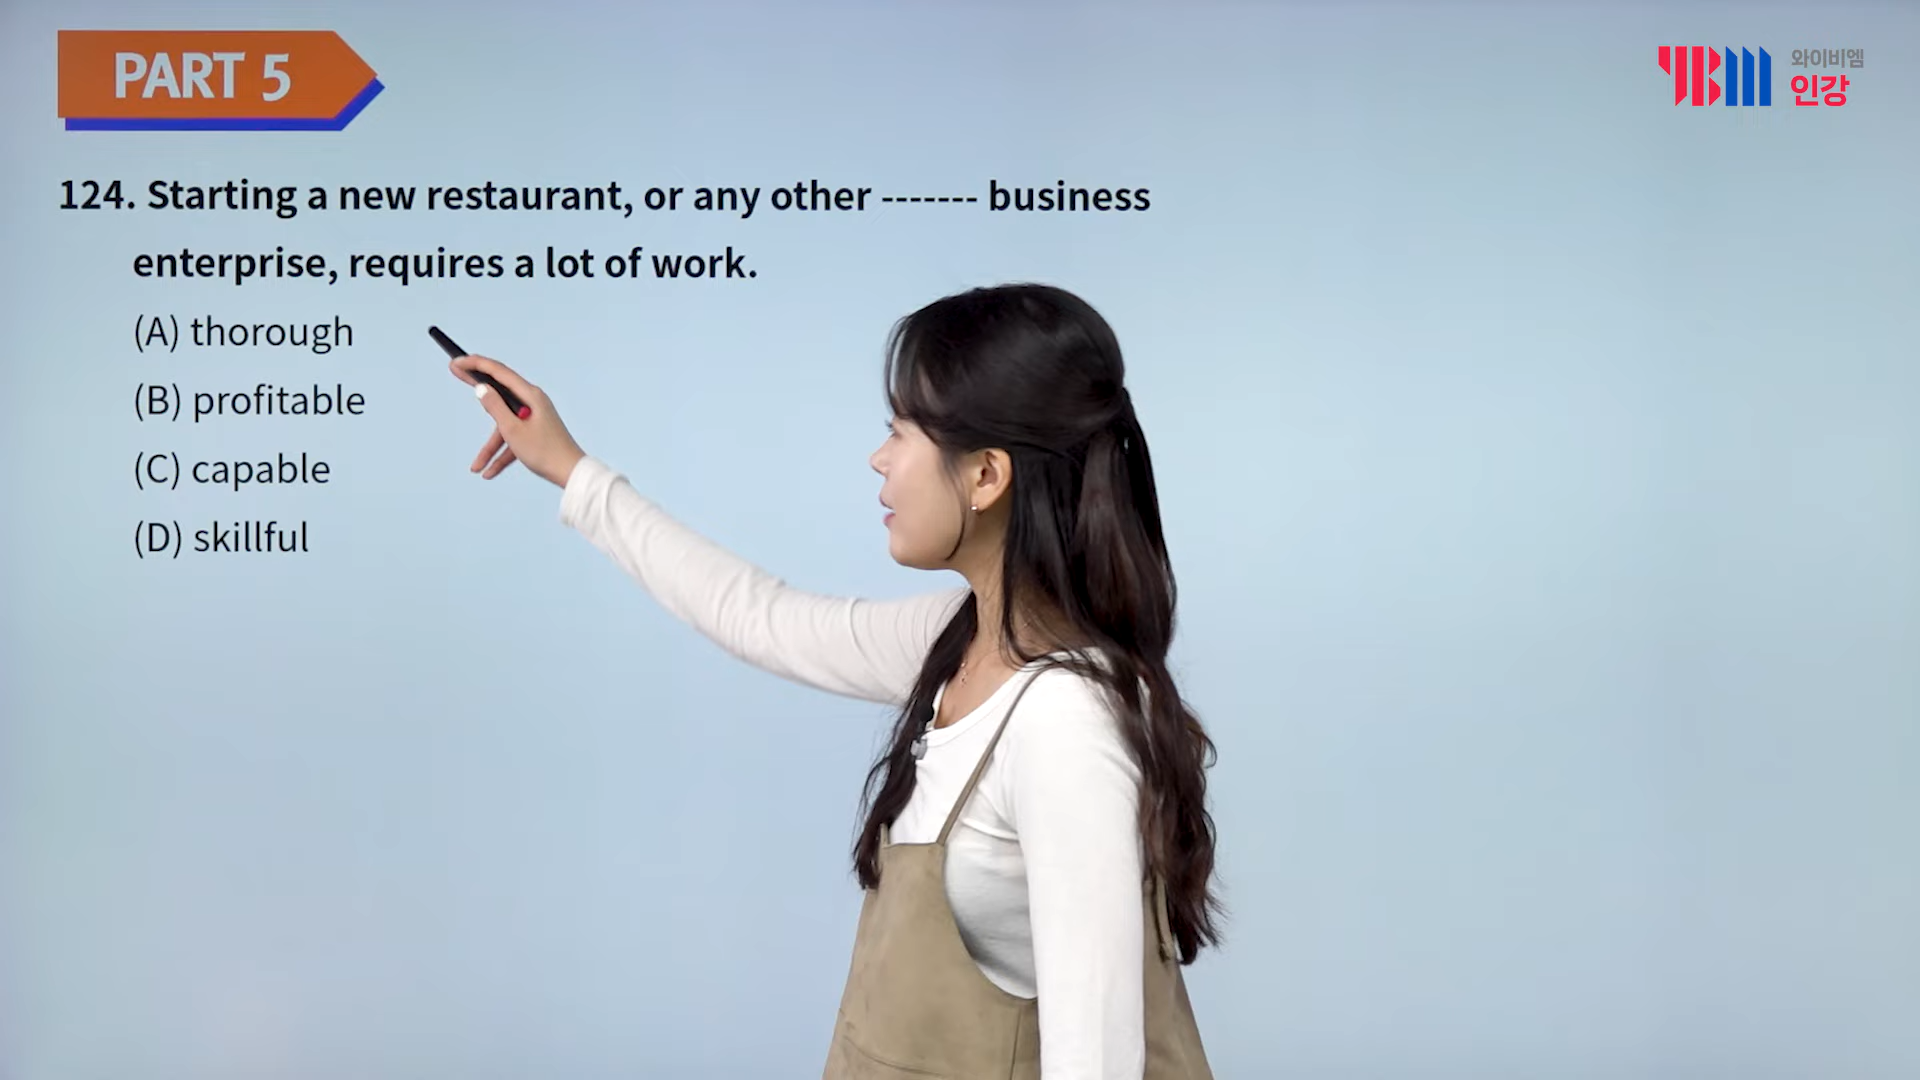 PART 5
YBM 와이비엠
인강
124. Starting a new restaurant, or any other ------- business
enterprise, requires a lot of work.
(A) thorough
(B) profitable
(C) capable
(D) skillful